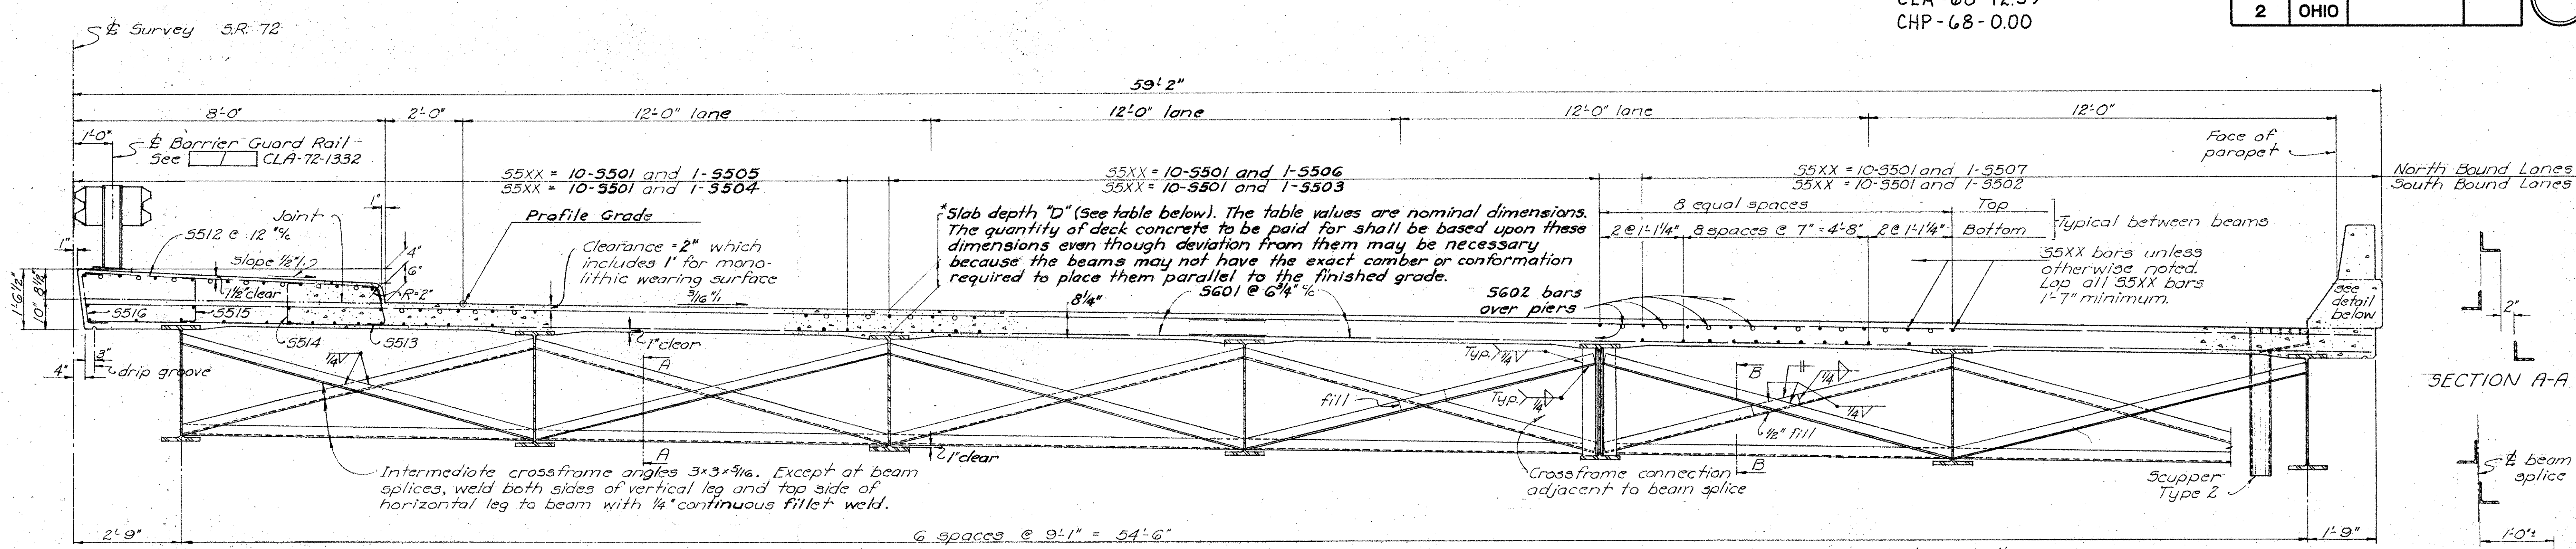 CHP-68-0.00
2 OHIO
℄ Survey S.R. 72
59'-2"
8'-0"
2'-0"
12'-0" lane
12'-0" lane
12'-0" lane
12'-0"
1'-0"
℄ Barrier Guard Rail
See CLA-72-1332
Face of
parapet
S5XX = 10-S501 and 1-S505
S5XX = 10-S501 and 1-S504
S5XX = 10-S501 and 1-S506
S5XX = 10-S501 and 1-S503
S5XX = 10-S501 and 1-S507
S5XX = 10-S501 and 1-S502
North Bound Lanes
South Bound Lanes
1"
Joint
Profile Grade
S512 @ 12" ℅
1"
slope 1/2"/1
4"
6"
R=2"
1 1/2" clear
Clearance = 2" which
includes 1" for mono-
lithic wearing surface
3/16"/1
*Slab depth "D" (See table below). The table values are nominal dimensions.
The quantity of deck concrete to be paid for shall be based upon these
dimensions even though deviation from them may be necessary
because the beams may not have the exact camber or conformation
required to place them parallel to the finished grade.
8 equal spaces
Top
2 @ 1'-1 1/4"
8 spaces @ 7" = 4'-8"
2 @ 1'-1 1/4"
Bottom
Typical between beams
S5XX bars unless
otherwise noted.
Lap all S5XX bars
1'-7" minimum.
see
detail
below
1'-6 1/2"
10"
8 1/2"
S516
S515
S514
S513
8 1/4"
S601 @ 6 3/4" ℅
S602 bars
over piers
2"
4"
3"
drip groove
1/4
1" clear
A
Typ.
1/4
Typ.
1/4
B
1/4
1/4
fill
1/2" fill
SECTION A-A
A
1" clear
B
Intermediate crossframe angles 3x3x5/16. Except at beam
splices, weld both sides of vertical leg and top side of
horizontal leg to beam with 1/4" continuous fillet weld.
Crossframe connection
adjacent to beam splice
Scupper
Type 2
℄ beam
splice
2'-9"
6 spaces @ 9'-1" = 54'-6"
1'-9"
1'-0"±